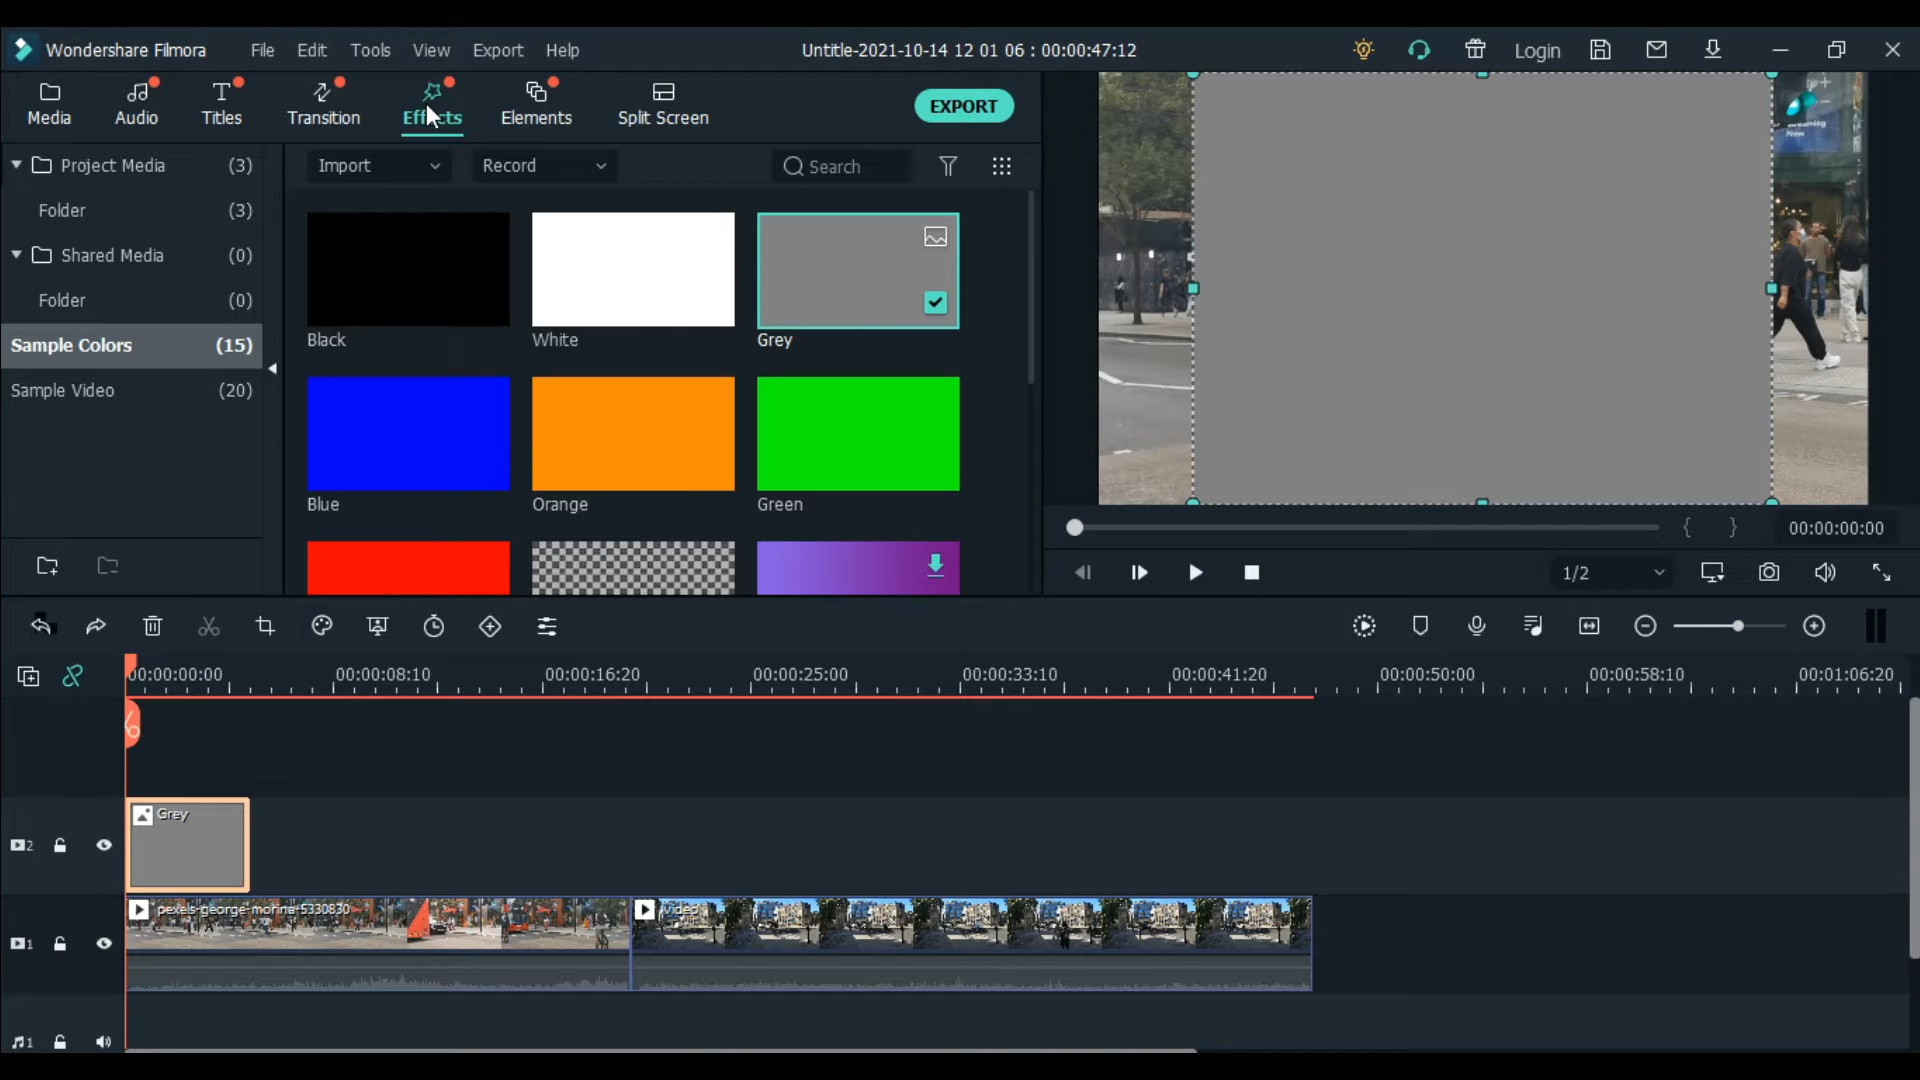 Wondershare Filmora File Edit Tools View Export Help Untitle-2021-10-14 12 01 06 : 00:00:47:12 Login
Media Audio Titles Transition Effects Elements Split Screen EXPORT
Project Media (3)
Folder (3)
Shared Media (0)
Folder (0)
Sample Colors (15)
Sample Video (20)
Import Record Search
Black White Grey
Blue Orange Green
Now
{ } 00:00:00:00
1/2
00:00:00:00 00:00:08:10 00:00:16:20 00:00:25:00 00:00:33:10 00:00:41:20 00:00:50:00 00:00:58:10 00:01:06:20
Grey
2
pexels-george-morina-5330830 video
1
1